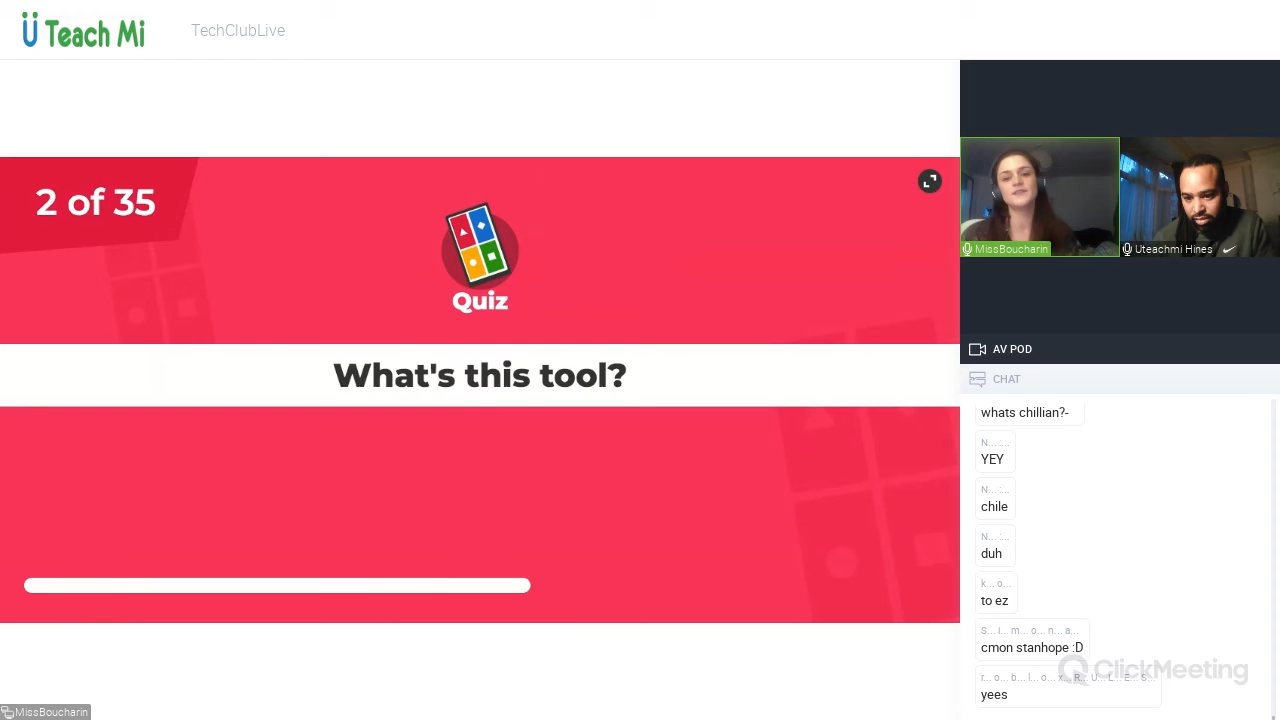 Ü Teach Mi
TechClubLive
2 of 35
Quiz
What's this tool?
MissBoucharin
Uteachmi Hines
AV POD
CHAT
whats chillian?-
N... :...
YEY
N... :...
chile
N... :...
duh
k... o...
to ez
S... i... m... o... n... a...
cmon stanhope :D
r... o... b... l... o... x... R... U... L... E... S...
yees
ClickMeeting
MissBoucharin